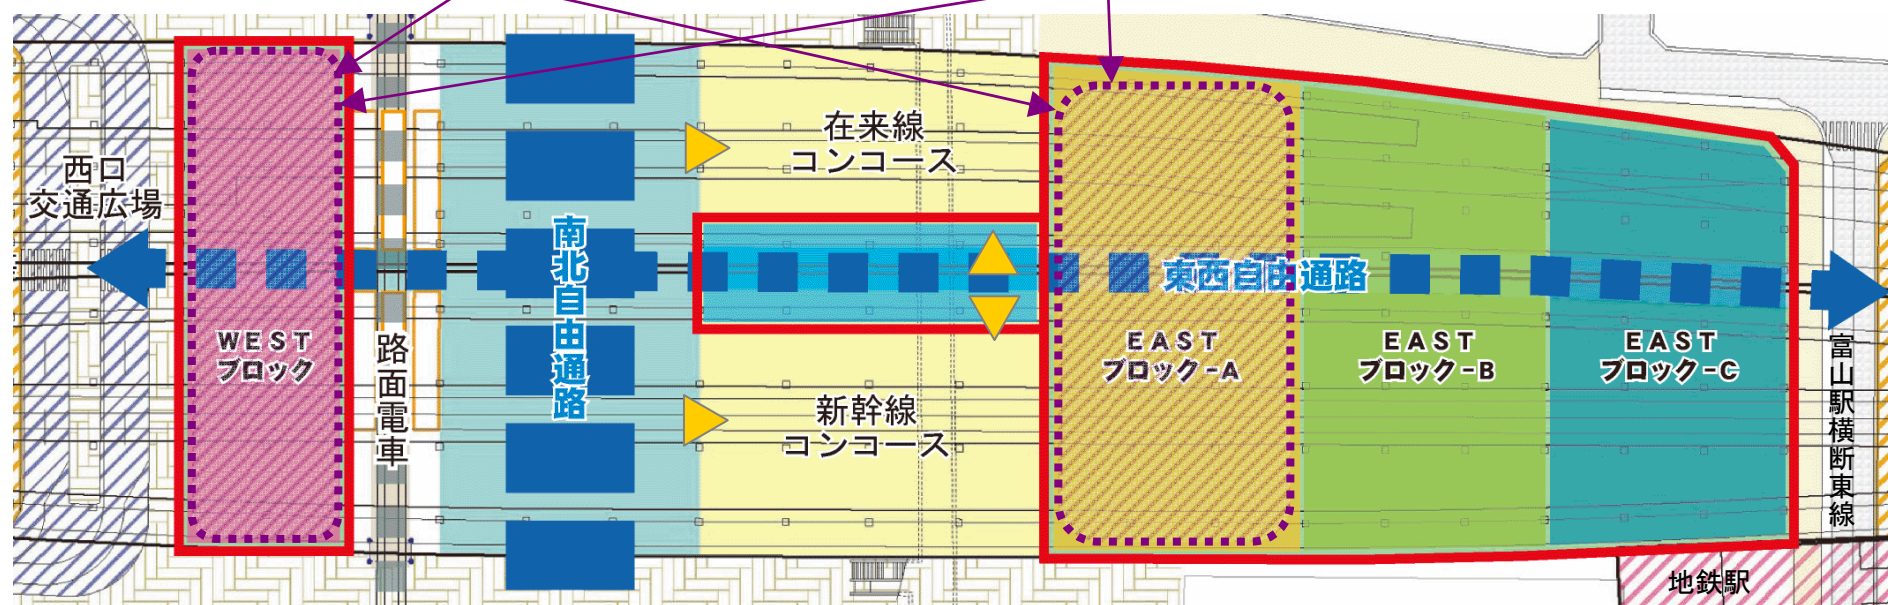 西口
交通広場
WEST
ブロック
路面電車
南北自由通路
在来線
コンコース
新幹線
コンコース
東西自由通路
EAST
ブロック-A
EAST
ブロック-B
EAST
ブロック-C
富山駅横断東線
地鉄駅